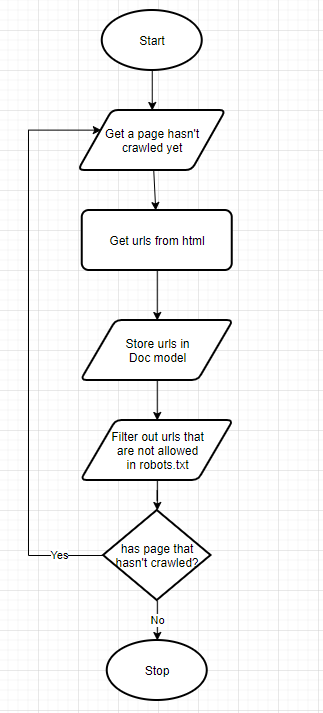 Start
Get a page hasn't
crawled yet
Get urls from html
Store urls in
Doc model
Filter out urls that
are not allowed
in robots.txt
has page that
hasn't crawled?
Yes
No
Stop